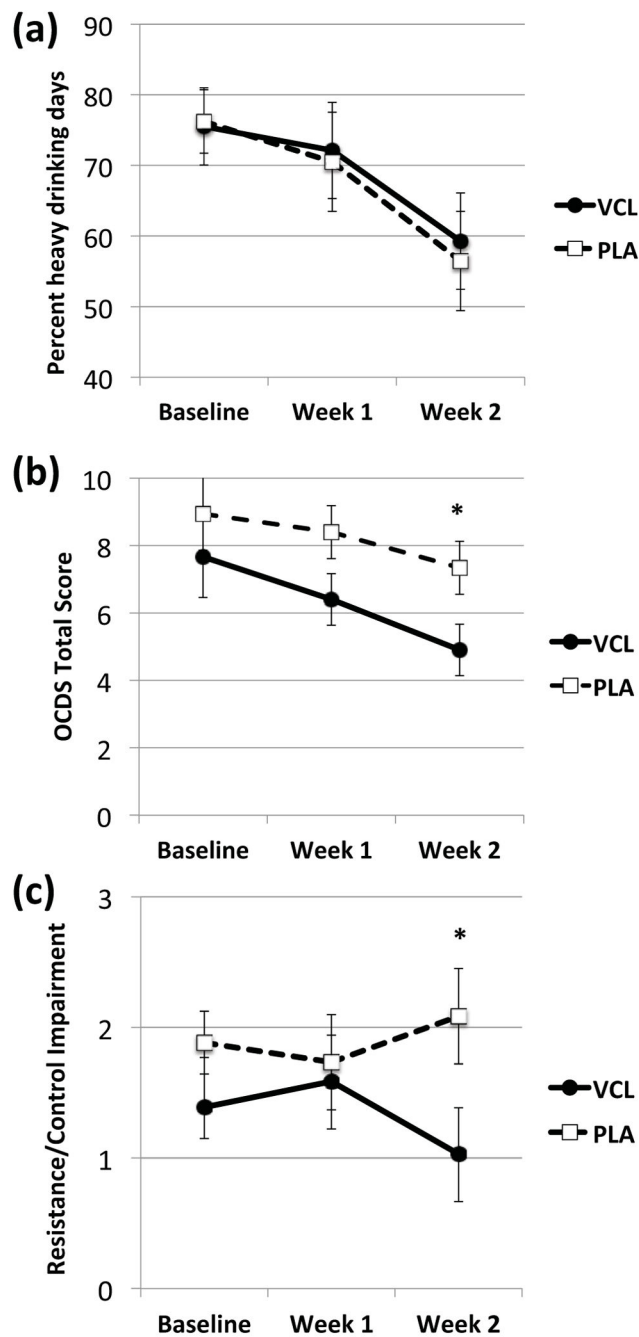 (a)
Percent heavy drinking days
90
80
70
60
50
40
Baseline Week 1 Week 2
VCL
PLA
(b)
OCDS Total Score
10
8
6
4
2
0
*
Baseline Week 1 Week 2
VCL
PLA
(c)
Resistance/Control Impairment
3
2
1
0
*
Baseline Week 1 Week 2
VCL
PLA